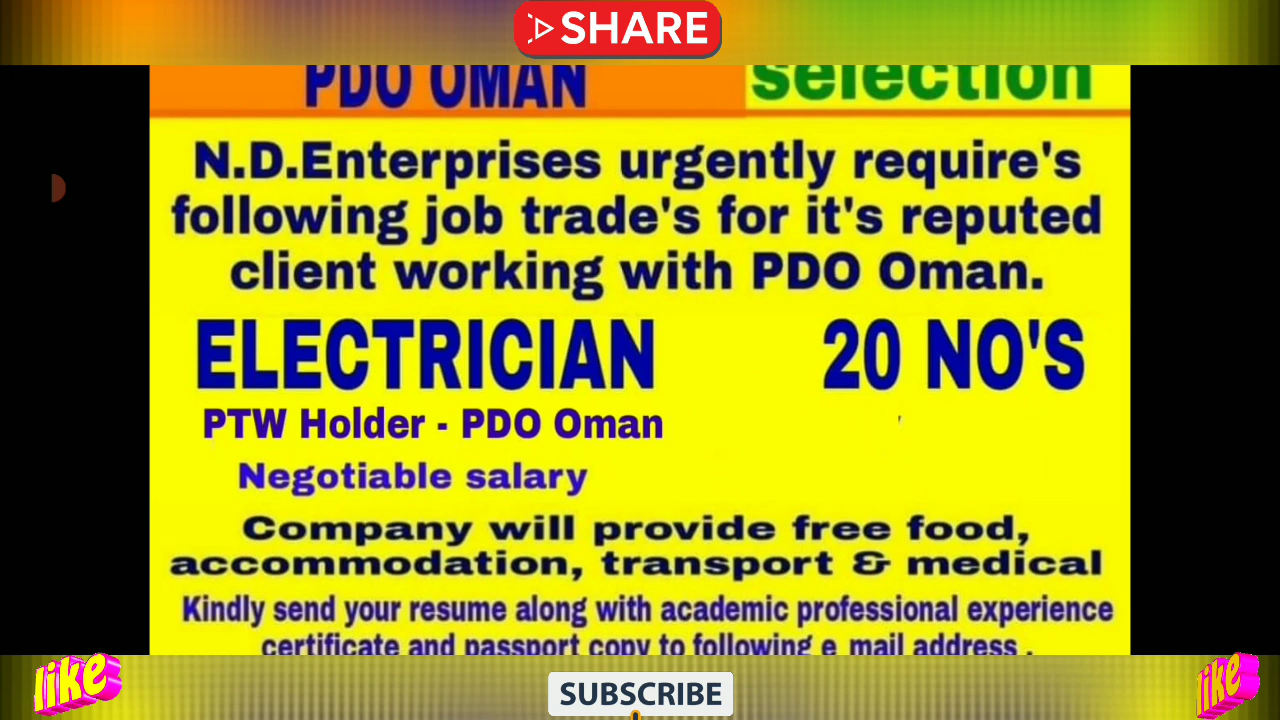 SHARE
PDO OMAN
selection
N.D.Enterprises urgently require's
following job trade's for it's reputed
client working with PDO Oman.
ELECTRICIAN 20 NO'S
PTW Holder - PDO Oman
Negotiable salary
Company will provide free food,
accommodation, transport & medical
Kindly send your resume along with academic professional experience
certificate and passport copy to following e mail address .
like
like
SUBSCRIBE